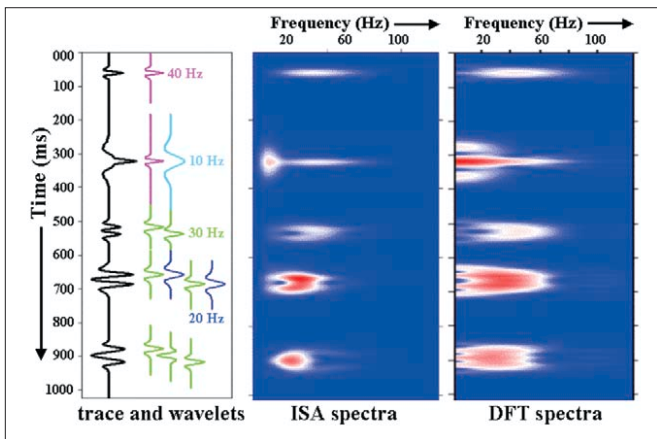 Frequency (Hz)
20 60 100
Frequency (Hz)
20 60 100
Time (ms)
000
100
200
300
400
500
600
700
800
900
1000
40 Hz
10 Hz
30 Hz
20 Hz
trace and wavelets
ISA spectra
DFT spectra